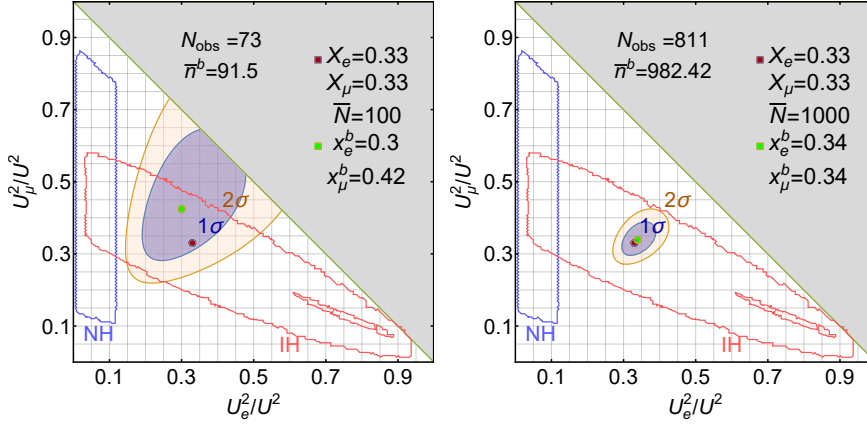 N_obs =73
n̅^b=91.5
X_e=0.33
X_μ=0.33
N̅=100
x_e^b=0.3
x_μ^b=0.42
2σ
1σ
NH
IH
0.9
0.7
0.5
0.3
0.1
U_μ^2/U^2
0.1 0.3 0.5 0.7 0.9
U_e^2/U^2
N_obs =811
n̅^b=982.42
X_e=0.33
X_μ=0.33
N̅=1000
x_e^b=0.34
x_μ^b=0.34
2σ
1σ
NH
IH
0.9
0.7
0.5
0.3
0.1
U_μ^2/U^2
0.1 0.3 0.5 0.7 0.9
U_e^2/U^2